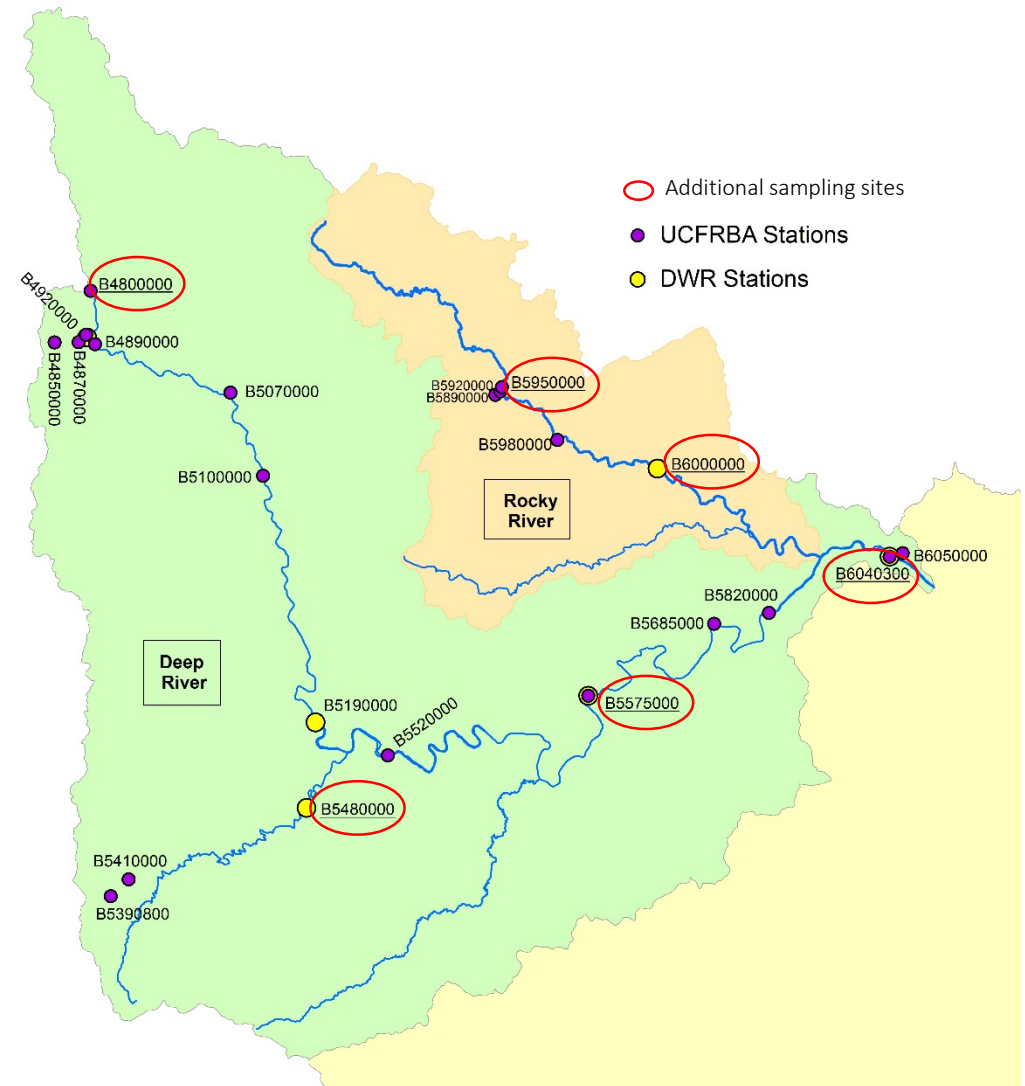 Additional sampling sites
UCFRBA Stations
DWR Stations
B4800000
B4920000
B4890000
B4850000
B4870000
B5070000
B5100000
B5920000
B5950000
B5890000
B5980000
B6000000
Rocky
River
B6050000
B6040300
B5820000
B5685000
Deep
River
B5575000
B5190000
B5520000
B5480000
B5410000
B5390800